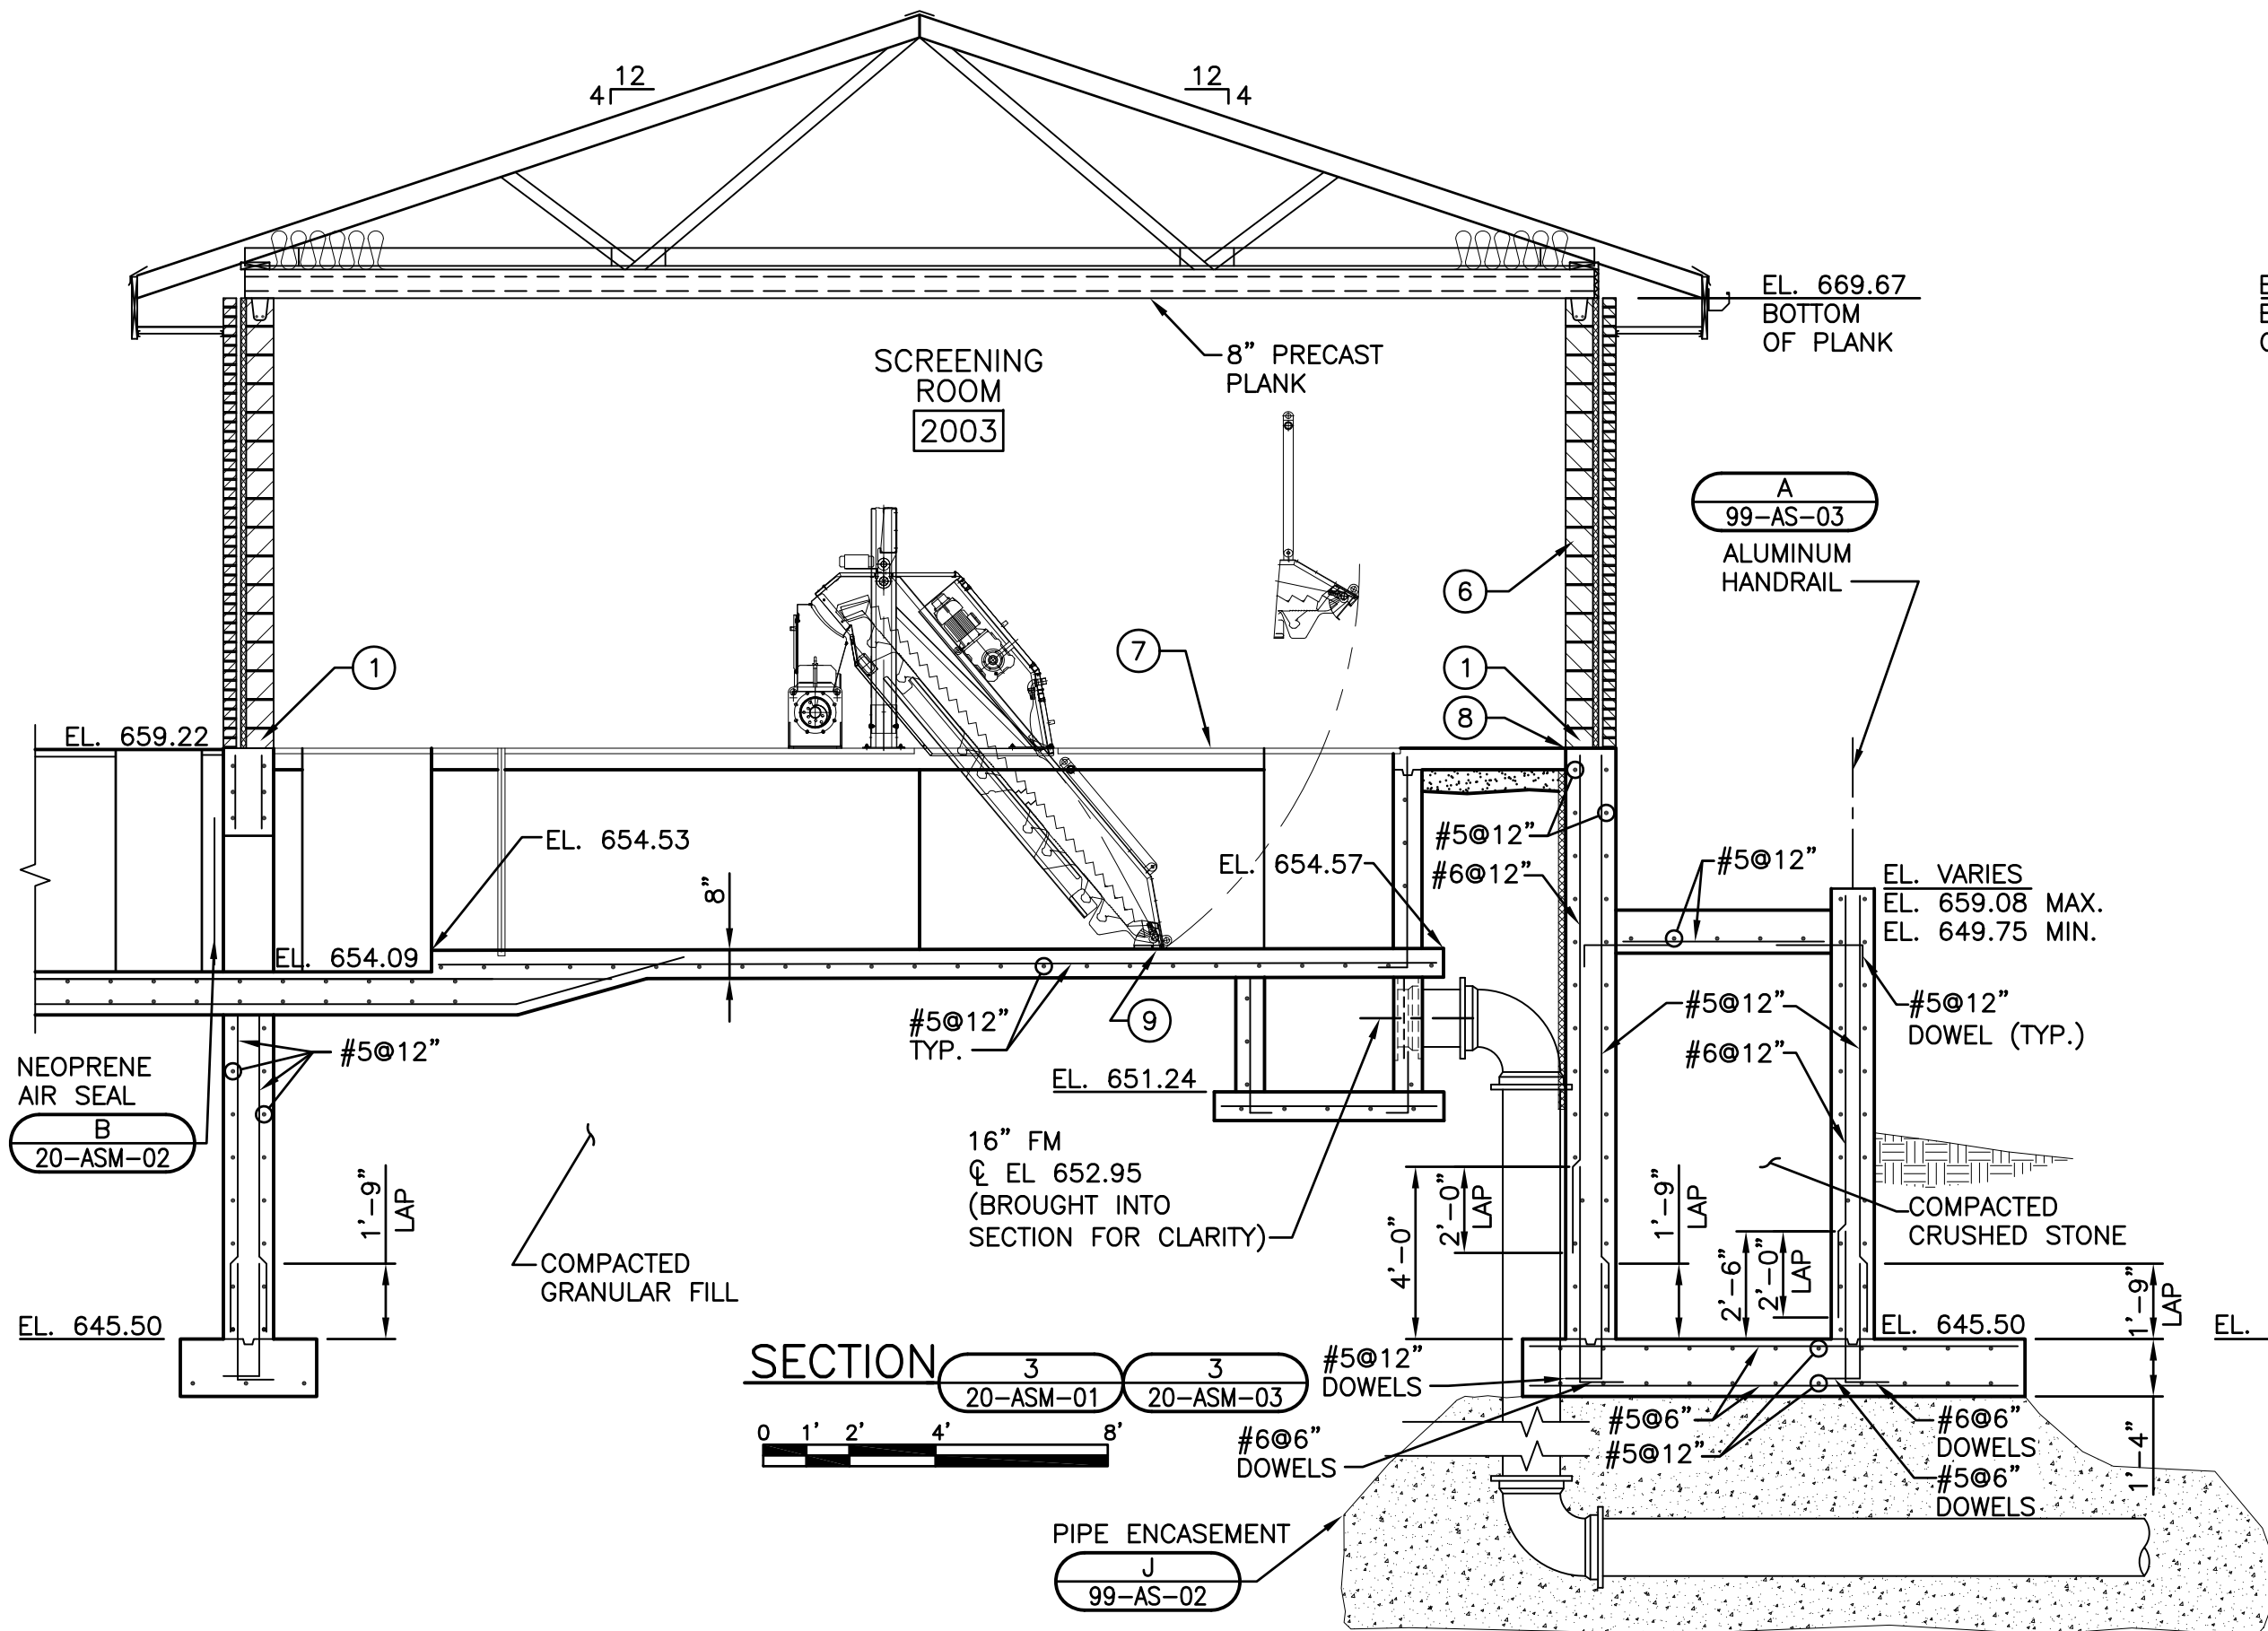 12
4
12
4
EL. 669.67
BOTTOM
OF PLANK
8" PRECAST
PLANK
SCREENING
ROOM
2003
A
99-AS-03
ALUMINUM
HANDRAIL
6
7
1
1
8
EL. 659.22
EL. 654.53
8"
EL. 654.57
#5@12"
#6@12"
#5@12"
EL. VARIES
EL. 659.08 MAX.
EL. 649.75 MIN.
EL. 654.09
#5@12"
TYP.
9
#5@12"
#6@12"
#5@12"
DOWEL (TYP.)
NEOPRENE
AIR SEAL
B
20-ASM-02
#5@12"
EL. 651.24
16" FM
℄ EL 652.95
(BROUGHT INTO
SECTION FOR CLARITY)
1'-9"
LAP
4'-0"
2'-0"
LAP
1'-9"
LAP
2'-6"
2'-0"
LAP
COMPACTED
CRUSHED STONE
1'-9"
LAP
COMPACTED
GRANULAR FILL
EL. 645.50
EL. 645.50
EL.
SECTION
3
20-ASM-01
3
20-ASM-03
0 1' 2' 4' 8'
#5@12"
DOWELS
#6@6"
DOWELS
#5@6"
#5@12"
#6@6"
DOWELS
#5@6"
DOWELS
1'-4"
PIPE ENCASEMENT
J
99-AS-02